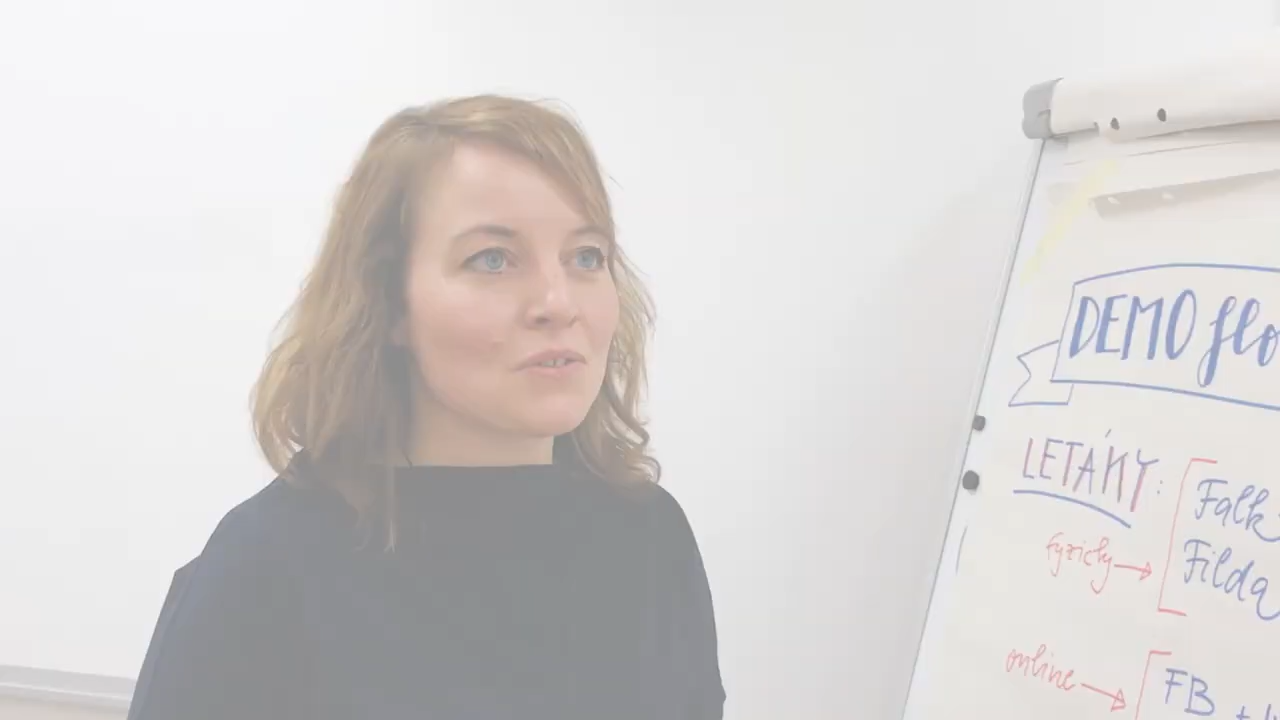 DEMO flo
LETÁKY:
Falk
fyzicky
Filda
online
FB +